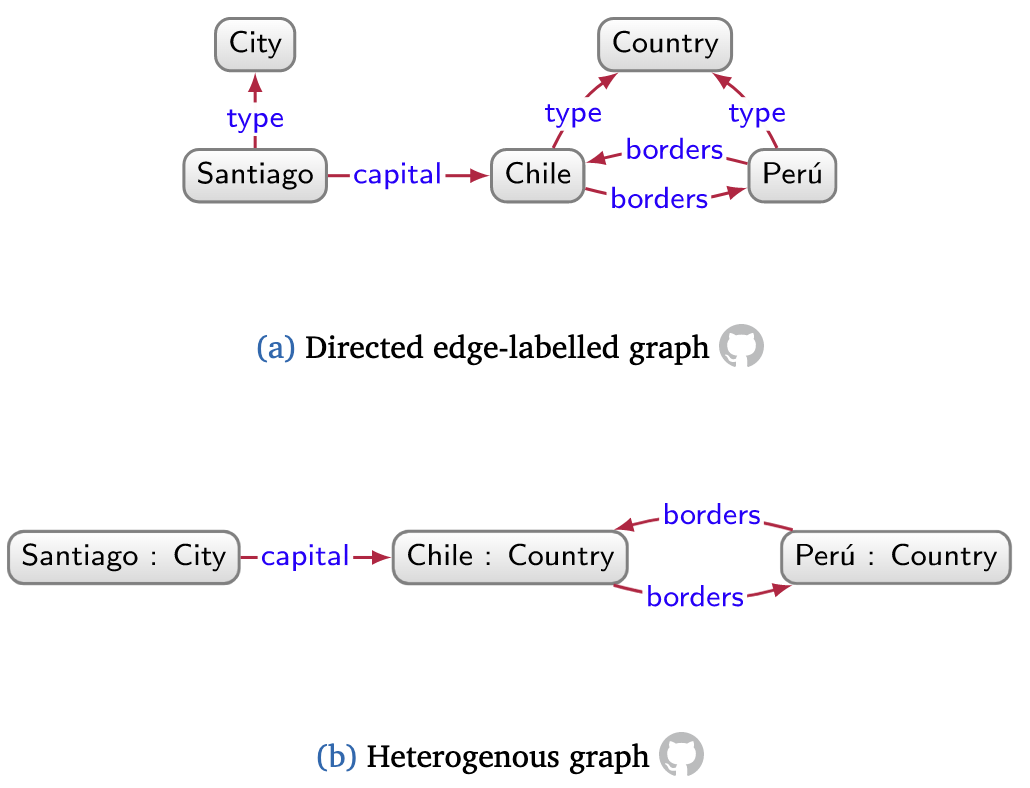 City Country
type type type
borders
Santiago capital Chile Perú
borders
(a) Directed edge-labelled graph
borders
Santiago : City capital Chile : Country Perú : Country
borders
(b) Heterogenous graph